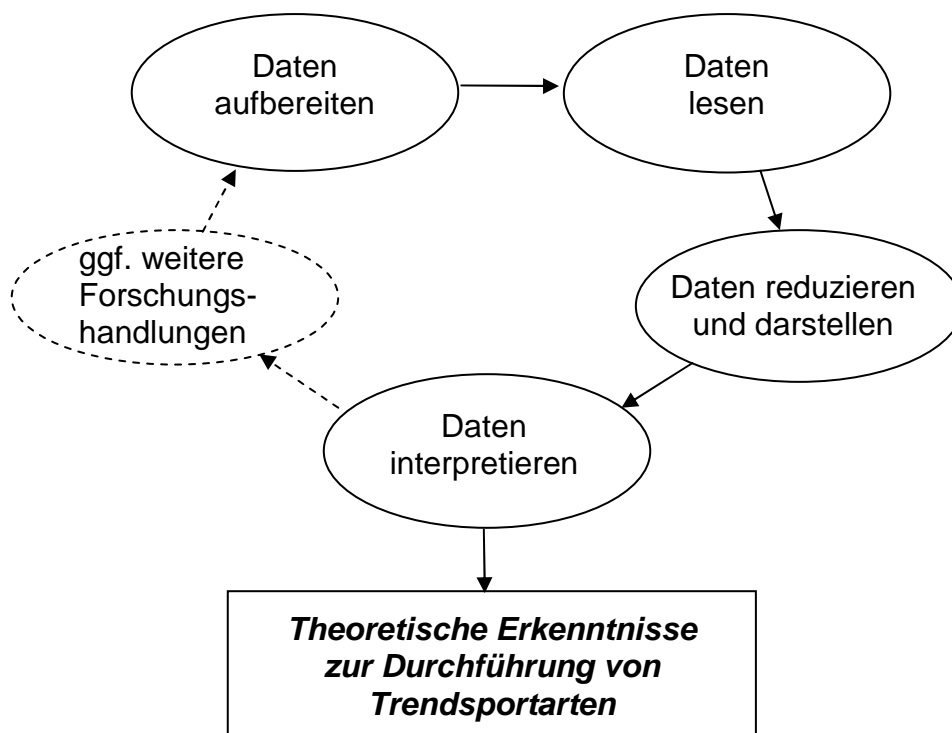 Daten
aufbereiten
Daten
lesen
ggf. weitere
Forschungs-
handlungen
Daten reduzieren
und darstellen
Daten
interpretieren
Theoretische Erkenntnisse
zur Durchführung von
Trendsportarten